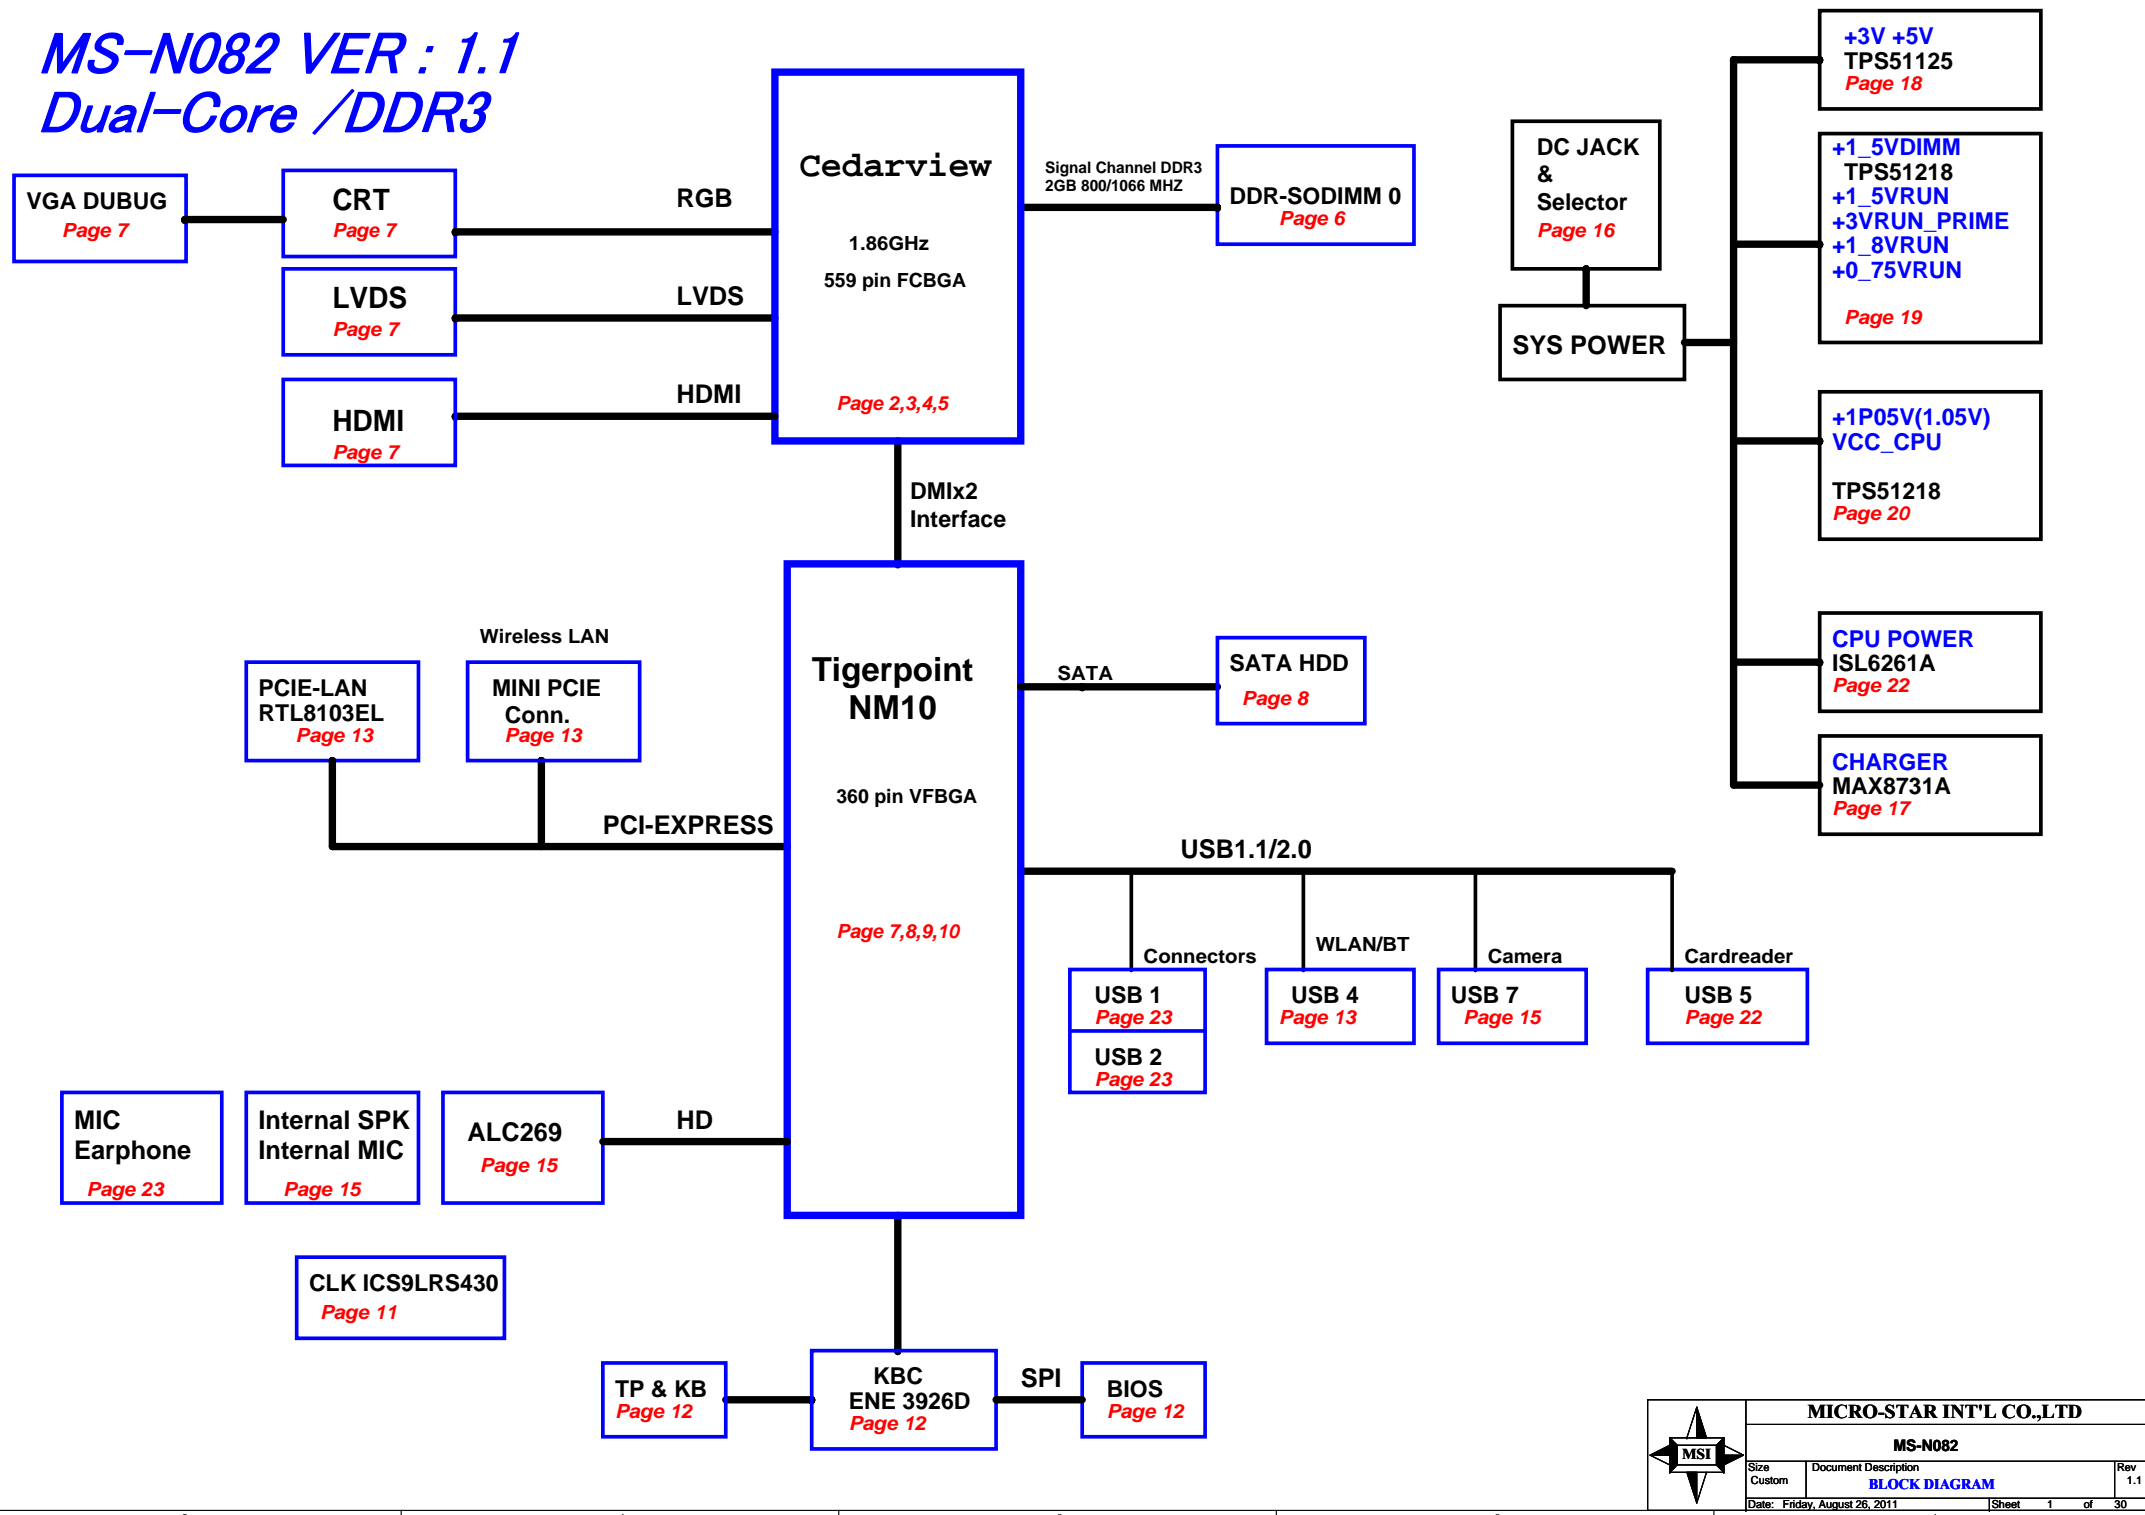 MS-N082 VER : 1.1
Dual-Core /DDR3
VGA DUBUG
Page 7
CRT
Page 7
RGB
LVDS
Page 7
LVDS
HDMI
Page 7
HDMI
Cedarview
1.86GHz
559 pin FCBGA
Page 2,3,4,5
Signal Channel DDR3
2GB 800/1066 MHZ
DDR-SODIMM 0
Page 6
DC JACK
&
Selector
Page 16
SYS POWER
+3V +5V
TPS51125
Page 18
+1_5VDIMM
TPS51218
+1_5VRUN
+3VRUN_PRIME
+1_8VRUN
+0_75VRUN
Page 19
+1P05V(1.05V)
VCC_CPU
TPS51218
Page 20
CPU POWER
ISL6261A
Page 22
CHARGER
MAX8731A
Page 17
DMIx2
Interface
Wireless LAN
PCIE-LAN
RTL8103EL
Page 13
MINI PCIE
Conn.
Page 13
PCI-EXPRESS
Tigerpoint
NM10
360 pin VFBGA
Page 7,8,9,10
SATA
SATA HDD
Page 8
USB1.1/2.0
Connectors
USB 1
Page 23
USB 2
Page 23
WLAN/BT
USB 4
Page 13
Camera
USB 7
Page 15
Cardreader
USB 5
Page 22
MIC
Earphone
Page 23
Internal SPK
Internal MIC
Page 15
ALC269
Page 15
HD
CLK ICS9LRS430
Page 11
TP & KB
Page 12
KBC
ENE 3926D
Page 12
SPI
BIOS
Page 12
MSI
MICRO-STAR INT'L CO.,LTD
MS-N082
Size
Custom
Document Description
BLOCK DIAGRAM
Rev
1.1
Date: Friday, August 26, 2011
Sheet 1 of 30